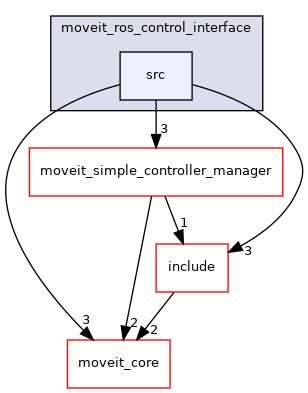 moveit_ros_control_interface
src
3
moveit_simple_controller_manager
1
include
3
3
2
2
moveit_core